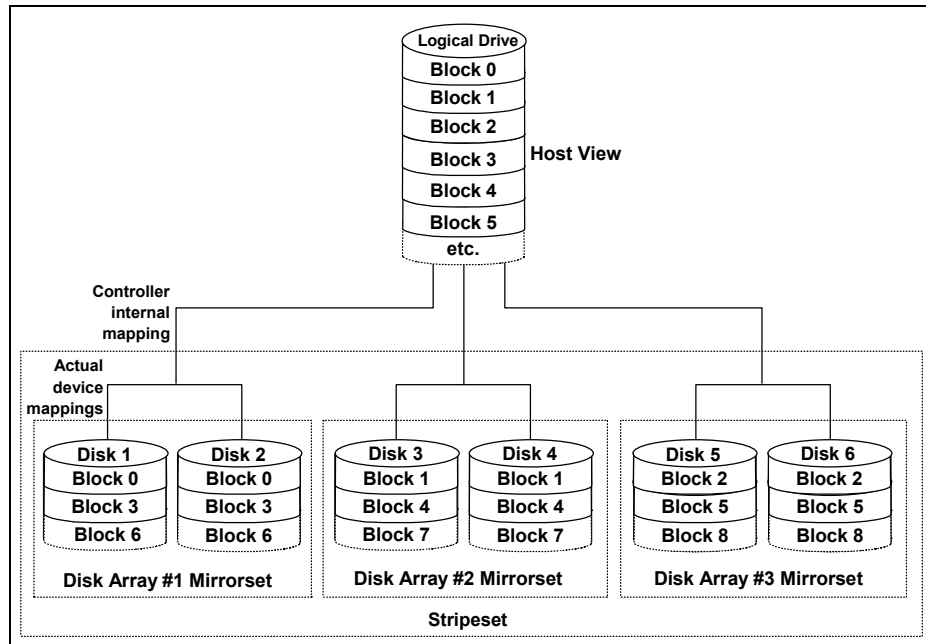 Logical Drive
Block 0
Block 1
Block 2
Block 3
Block 4
Block 5
etc.
Host View
Controller
internal
mapping
Actual
device
mappings
Disk 1
Block 0
Block 3
Block 6
Disk 2
Block 0
Block 3
Block 6
Disk Array #1 Mirrorset
Disk 3
Block 1
Block 4
Block 7
Disk 4
Block 1
Block 4
Block 7
Disk Array #2 Mirrorset
Disk 5
Block 2
Block 5
Block 8
Disk 6
Block 2
Block 5
Block 8
Disk Array #3 Mirrorset
Stripeset